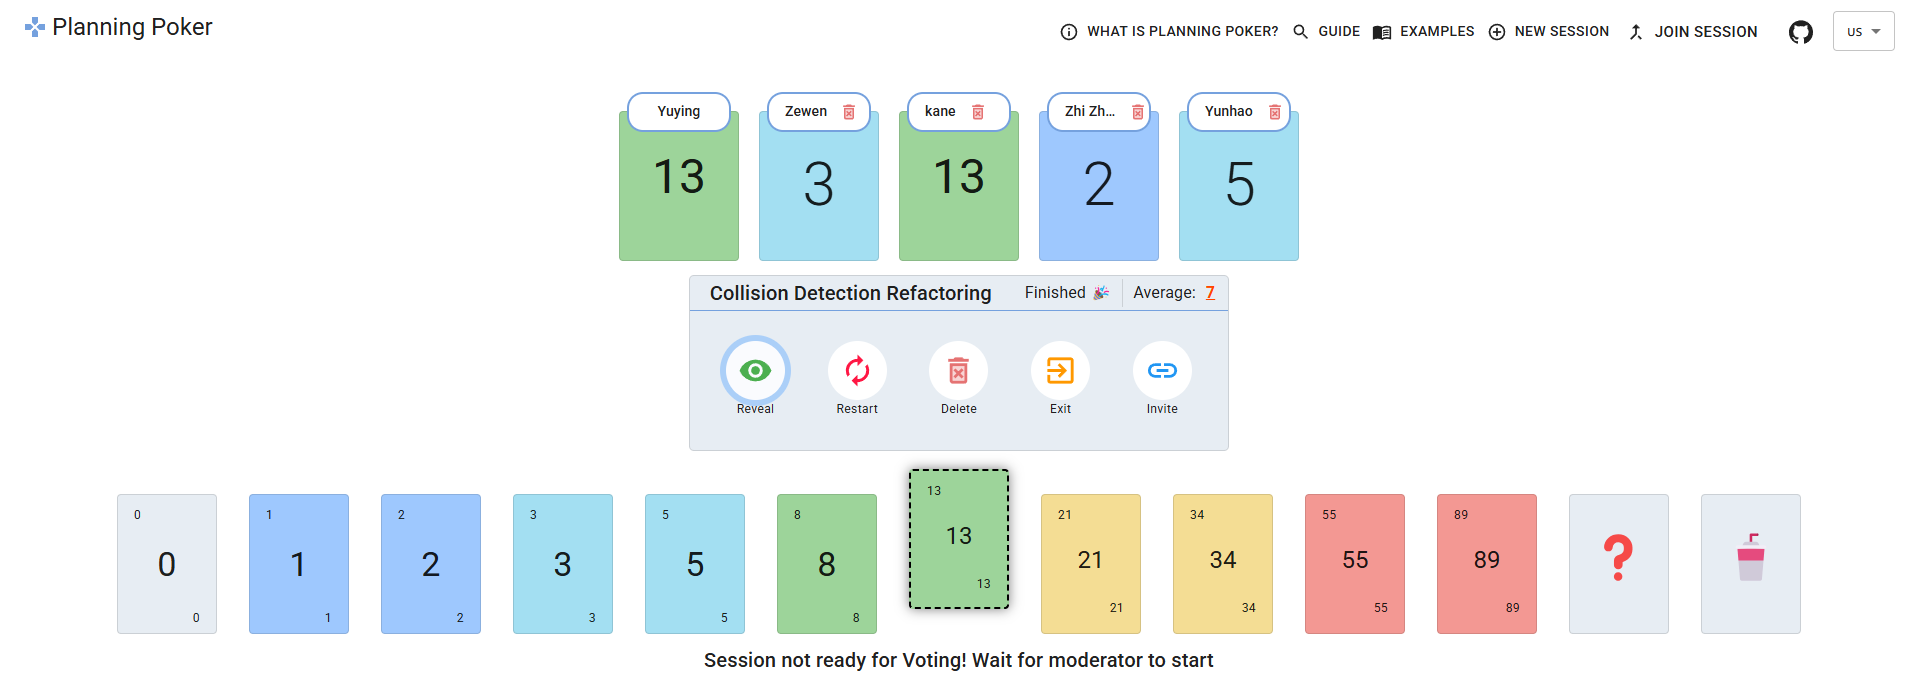 Planning Poker
WHAT IS PLANNING POKER? GUIDE EXAMPLES NEW SESSION JOIN SESSION US
Yuying Zewen kane Zhi Zh... Yunhao
13 3 13 2 5
Collision Detection Refactoring Finished 🎉 Average: 7
Reveal Restart Delete Exit Invite
0 1 2 3 5 8 13 21 34 55 89
0 1 2 3 5 8 13 21 34 55 89 ?
0 1 2 3 5 8 13 21 34 55 89
Session not ready for Voting! Wait for moderator to start